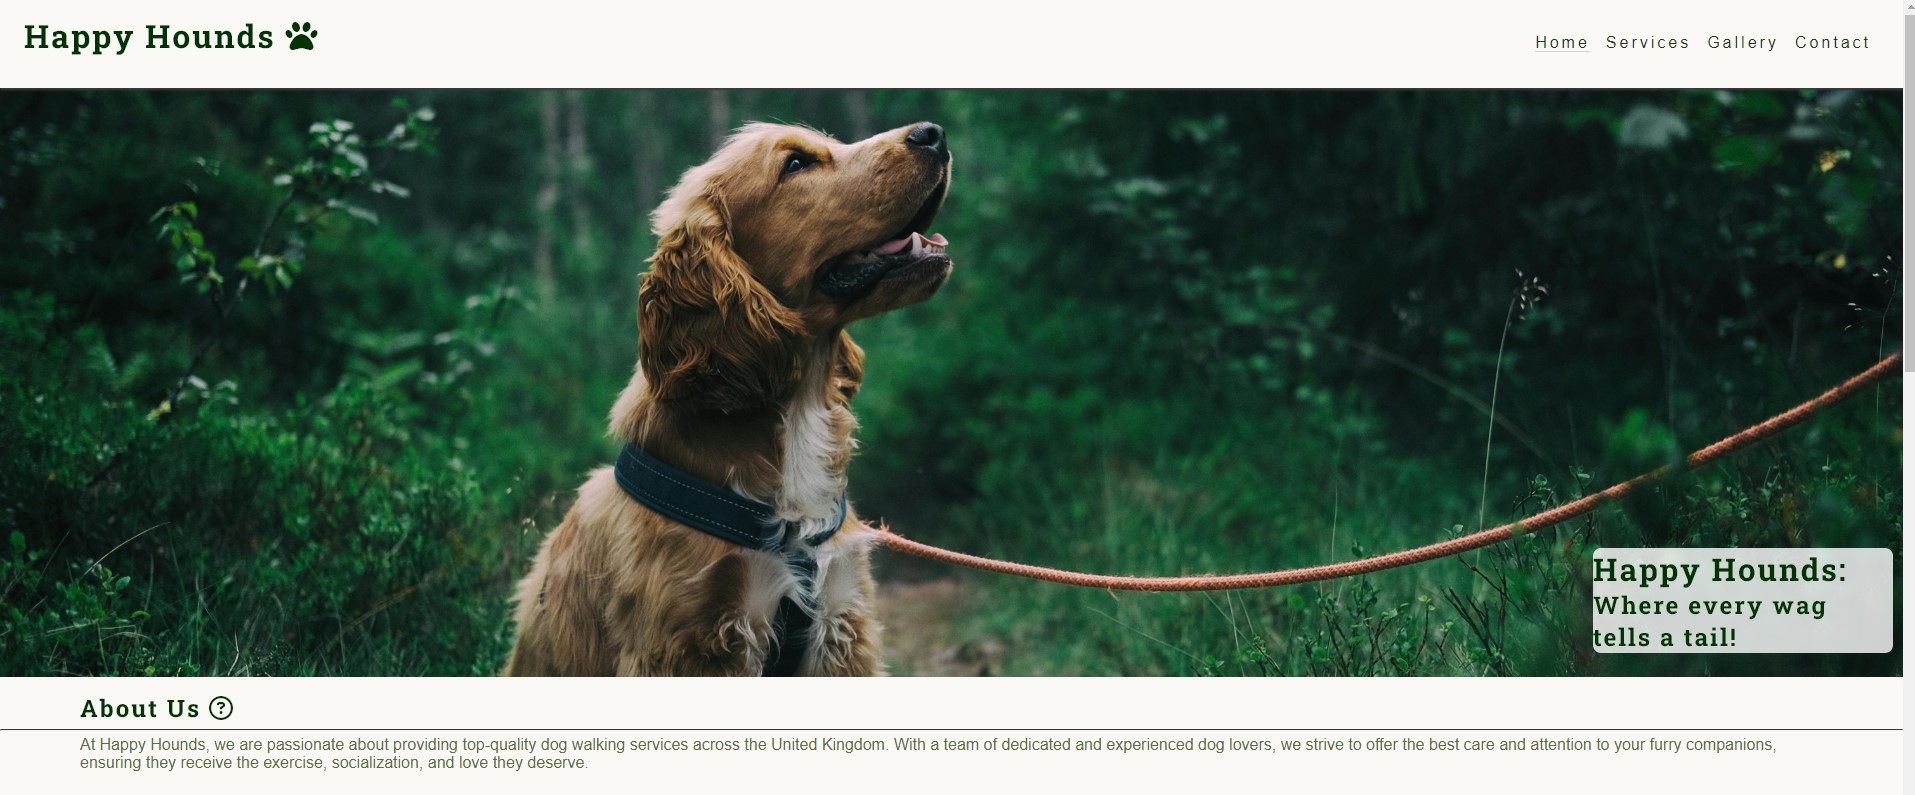 Happy Hounds
Home Services Gallery Contact
Happy Hounds:
Where every wag
tells a tail!
About Us
At Happy Hounds, we are passionate about providing top-quality dog walking services across the United Kingdom. With a team of dedicated and experienced dog lovers, we strive to offer the best care and attention to your furry companions,
ensuring they receive the exercise, socialization, and love they deserve.